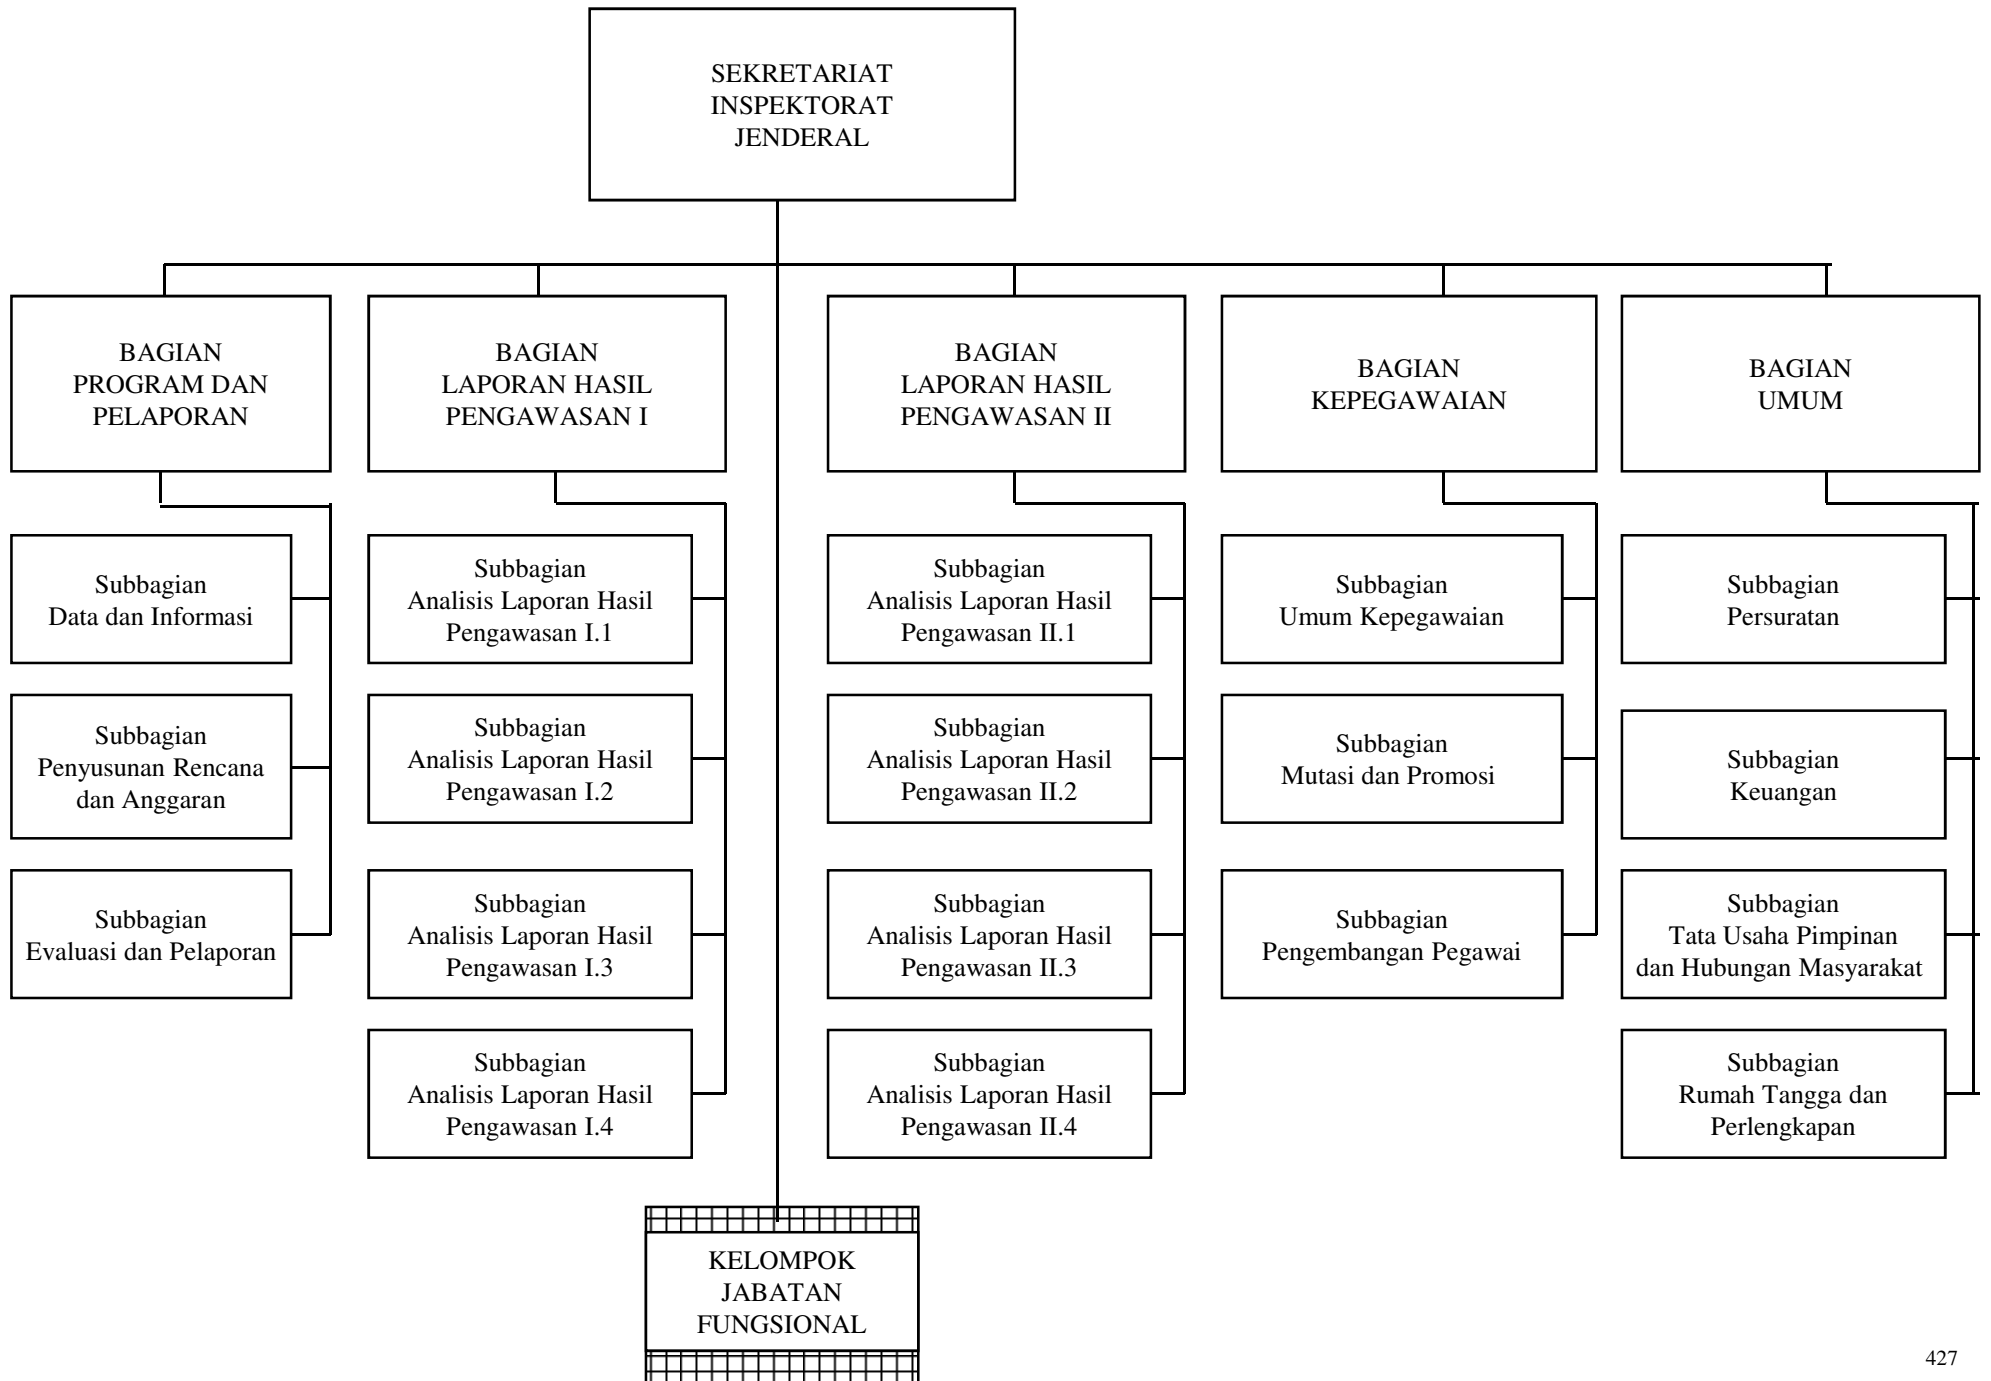 SEKRETARIAT
INSPEKTORAT
JENDERAL
BAGIAN
PROGRAM DAN
PELAPORAN
BAGIAN
LAPORAN HASIL
PENGAWASAN I
BAGIAN
LAPORAN HASIL
PENGAWASAN II
BAGIAN
KEPEGAWAIAN
BAGIAN
UMUM
Subbagian
Data dan Informasi
Subbagian
Analisis Laporan Hasil
Pengawasan I.1
Subbagian
Analisis Laporan Hasil
Pengawasan II.1
Subbagian
Umum Kepegawaian
Subbagian
Persuratan
Subbagian
Penyusunan Rencana
dan Anggaran
Subbagian
Analisis Laporan Hasil
Pengawasan I.2
Subbagian
Analisis Laporan Hasil
Pengawasan II.2
Subbagian
Mutasi dan Promosi
Subbagian
Keuangan
Subbagian
Evaluasi dan Pelaporan
Subbagian
Analisis Laporan Hasil
Pengawasan I.3
Subbagian
Analisis Laporan Hasil
Pengawasan II.3
Subbagian
Pengembangan Pegawai
Subbagian
Tata Usaha Pimpinan
dan Hubungan Masyarakat
Subbagian
Analisis Laporan Hasil
Pengawasan I.4
Subbagian
Analisis Laporan Hasil
Pengawasan II.4
Subbagian
Rumah Tangga dan
Perlengkapan
KELOMPOK
JABATAN
FUNGSIONAL
427